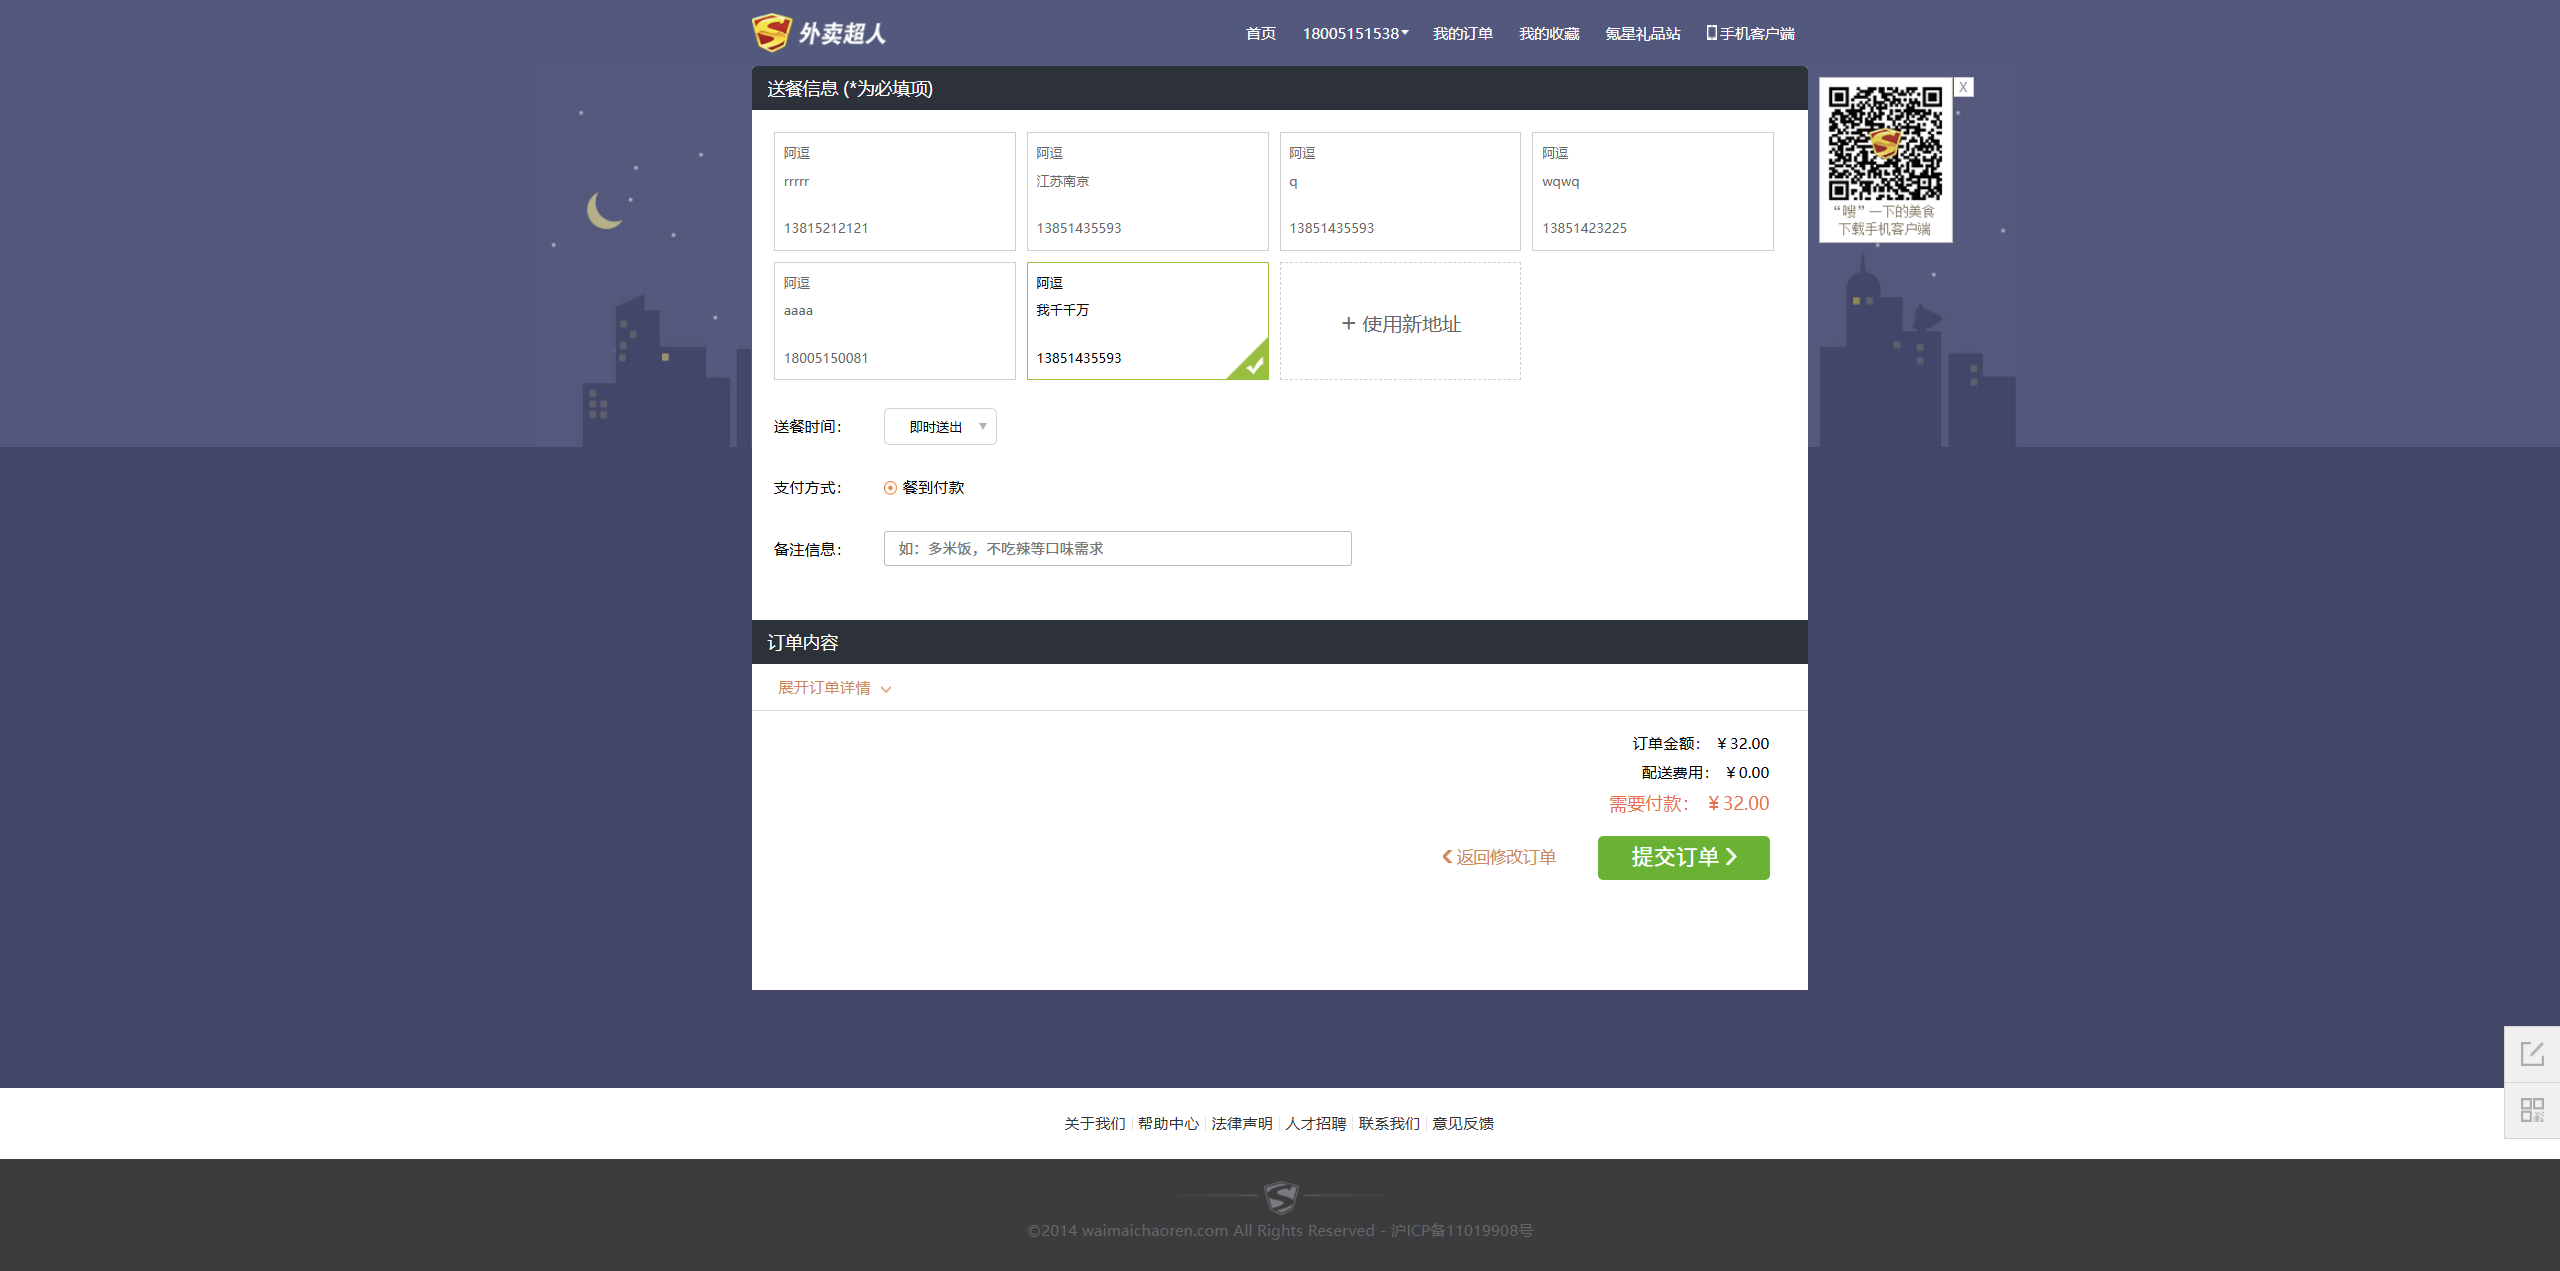 外卖超人
首页 18005151538 我的订单 我的收藏 氪星礼品站 手机客户端
送餐信息 (*为必填项)
X
“嗖”一下的美食
下载手机客户端
阿逗
rrrrr
13815212121
阿逗
江苏南京
13851435593
阿逗
q
13851435593
阿逗
wqwq
13851423225
阿逗
aaaa
18005150081
阿逗
我千千万
13851435593
+ 使用新地址
送餐时间： 即时送出
支付方式： 餐到付款
备注信息： 如：多米饭，不吃辣等口味需求
订单内容
展开订单详情
订单金额： ￥32.00
配送费用： ￥0.00
需要付款： ￥32.00
返回修改订单 提交订单
关于我们 帮助中心 法律声明 人才招聘 联系我们 意见反馈
©2014 waimaichaoren.com All Rights Reserved - 沪ICP备11019908号